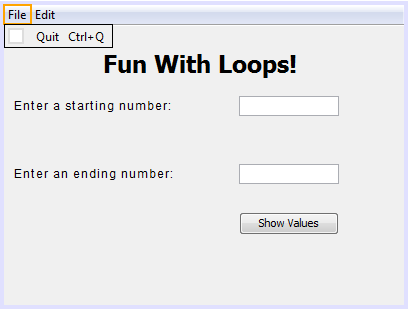 File Edit
Quit Ctrl+Q
Fun With Loops!
Enter a starting number:
Enter an ending number:
Show Values